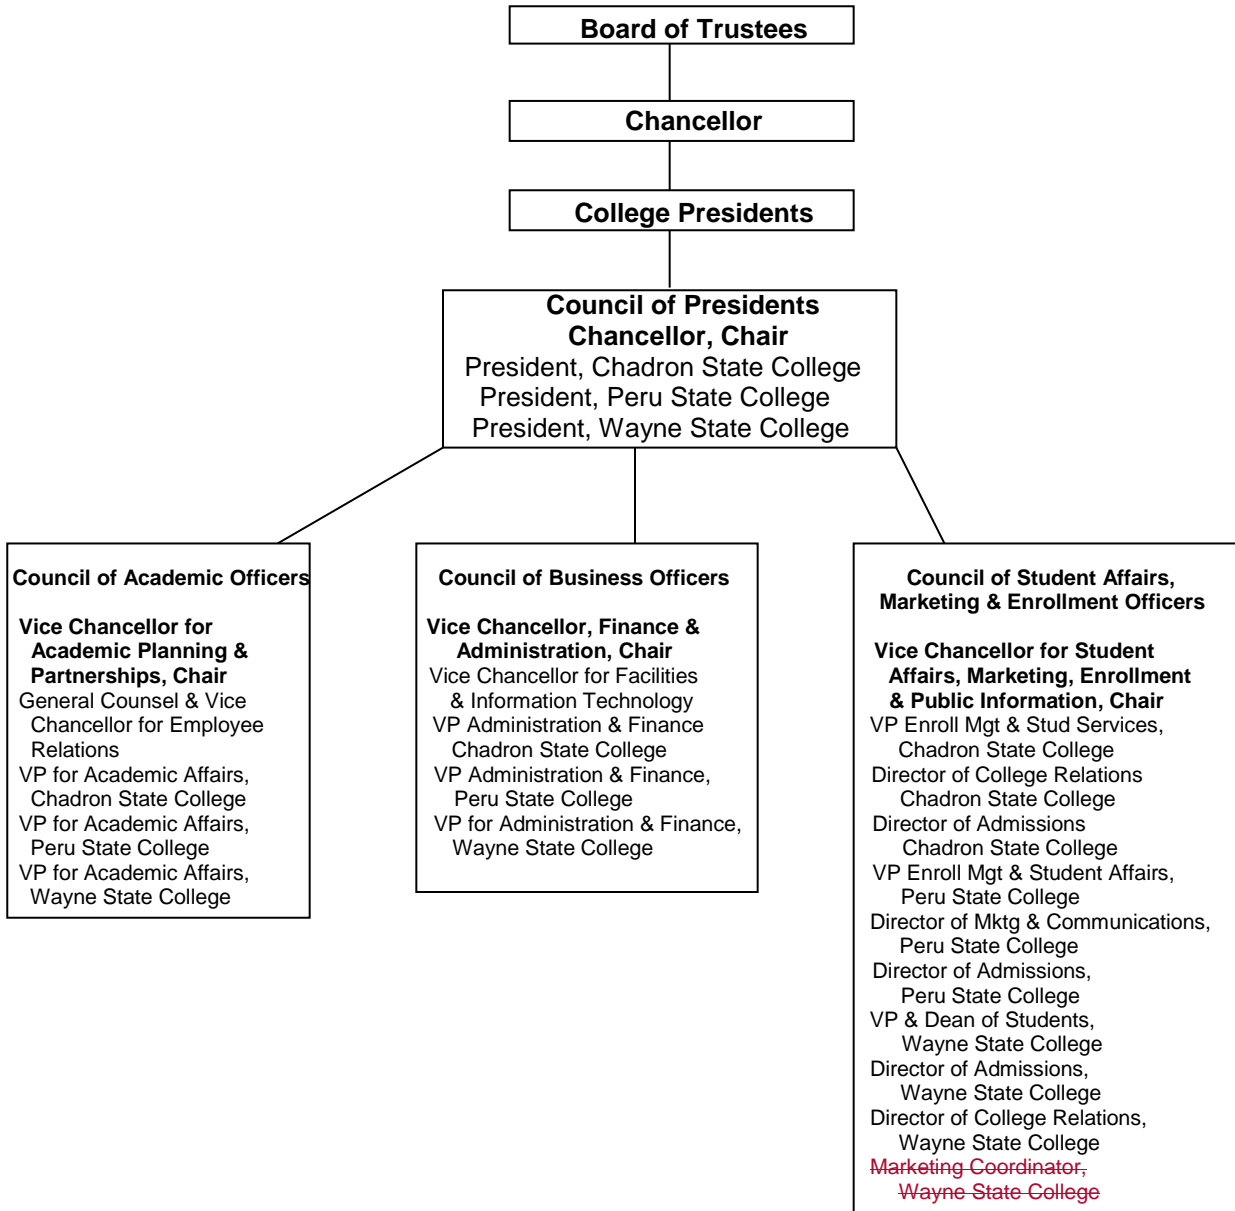 Board of Trustees
Chancellor
College Presidents
Council of Presidents
Chancellor, Chair
President, Chadron State College
President, Peru State College
President, Wayne State College
Council of Academic Officers
Vice Chancellor for
Academic Planning &
Partnerships, Chair
General Counsel & Vice
Chancellor for Employee
Relations
VP for Academic Affairs,
Chadron State College
VP for Academic Affairs,
Peru State College
VP for Academic Affairs,
Wayne State College
Council of Business Officers
Vice Chancellor, Finance &
Administration, Chair
Vice Chancellor for Facilities
& Information Technology
VP Administration & Finance
Chadron State College
VP Administration & Finance,
Peru State College
VP for Administration & Finance,
Wayne State College
Council of Student Affairs,
Marketing & Enrollment Officers
Vice Chancellor for Student
Affairs, Marketing, Enrollment
& Public Information, Chair
VP Enroll Mgt & Stud Services,
Chadron State College
Director of College Relations
Chadron State College
Director of Admissions
Chadron State College
VP Enroll Mgt & Student Affairs,
Peru State College
Director of Mktg & Communications,
Peru State College
Director of Admissions,
Peru State College
VP & Dean of Students,
Wayne State College
Director of Admissions,
Wayne State College
Director of College Relations,
Wayne State College
Marketing Coordinator,
Wayne State College